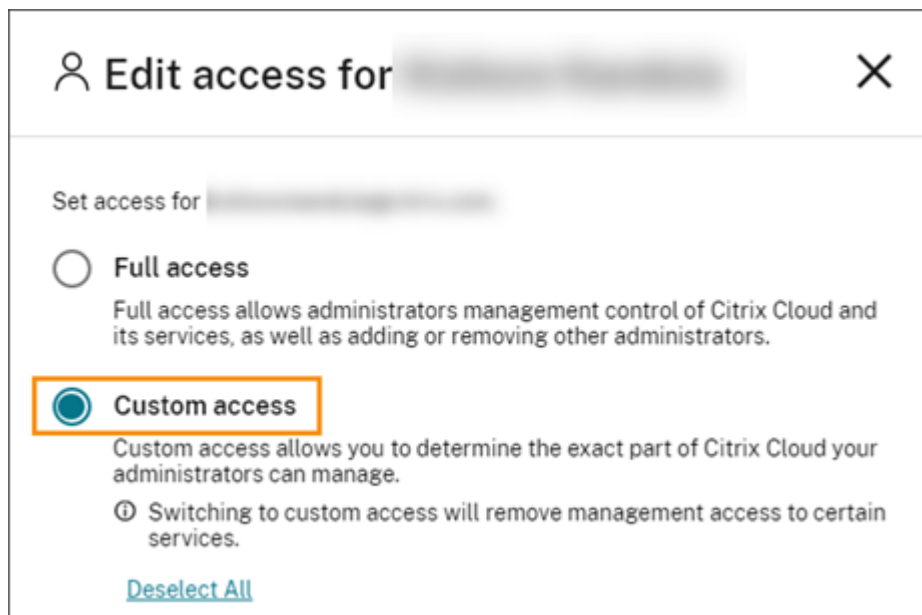 Edit access for
Set access for
Full access
Full access allows administrators management control of Citrix Cloud and
its services, as well as adding or removing other administrators.
Custom access
Custom access allows you to determine the exact part of Citrix Cloud your
administrators can manage.
Switching to custom access will remove management access to certain
services.
Deselect All